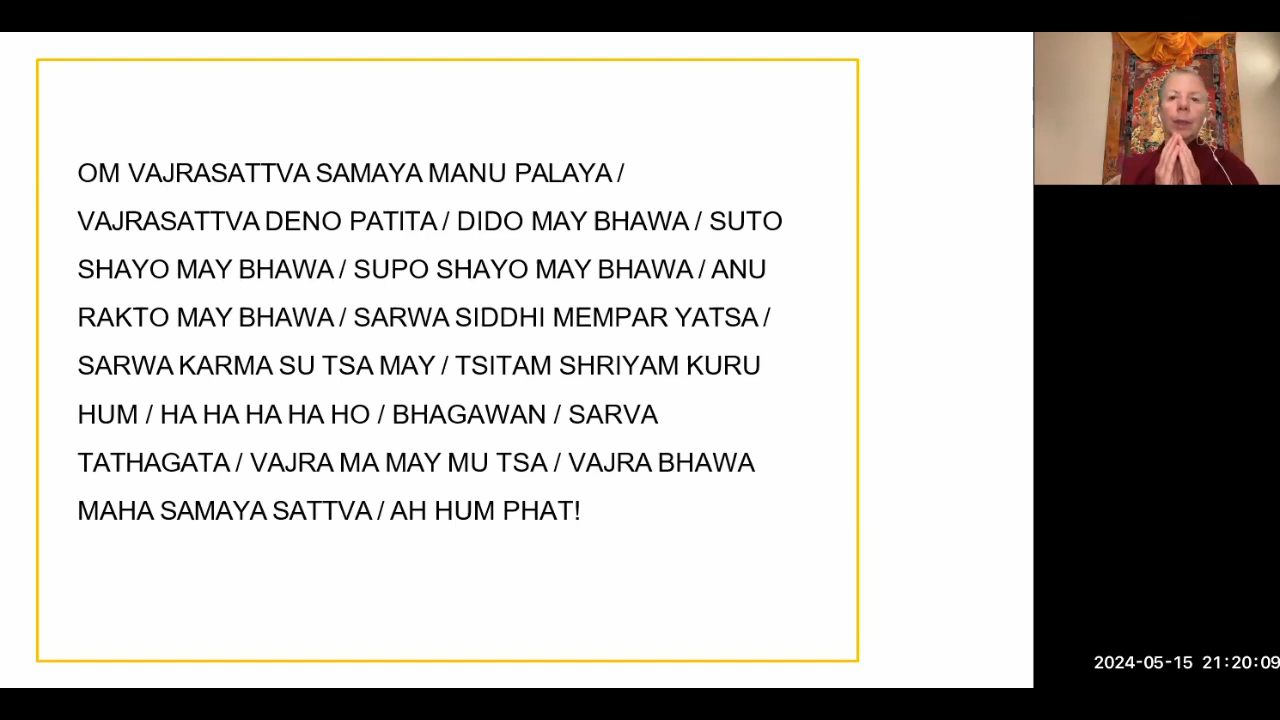 OM VAJRASATTVA SAMAYA MANU PALAYA /
VAJRASATTVA DENO PATITA / DIDO MAY BHAWA / SUTO
SHAYO MAY BHAWA / SUPO SHAYO MAY BHAWA / ANU
RAKTO MAY BHAWA / SARWA SIDDHI MEMPAR YATSA /
SARWA KARMA SU TSA MAY / TSITAM SHRIYAM KURU
HUM / HA HA HA HA HO / BHAGAWAN / SARVA
TATHAGATA / VAJRA MA MAY MU TSA / VAJRA BHAWA
MAHA SAMAYA SATTVA / AH HUM PHAT!
2024-05-15 21:20:09